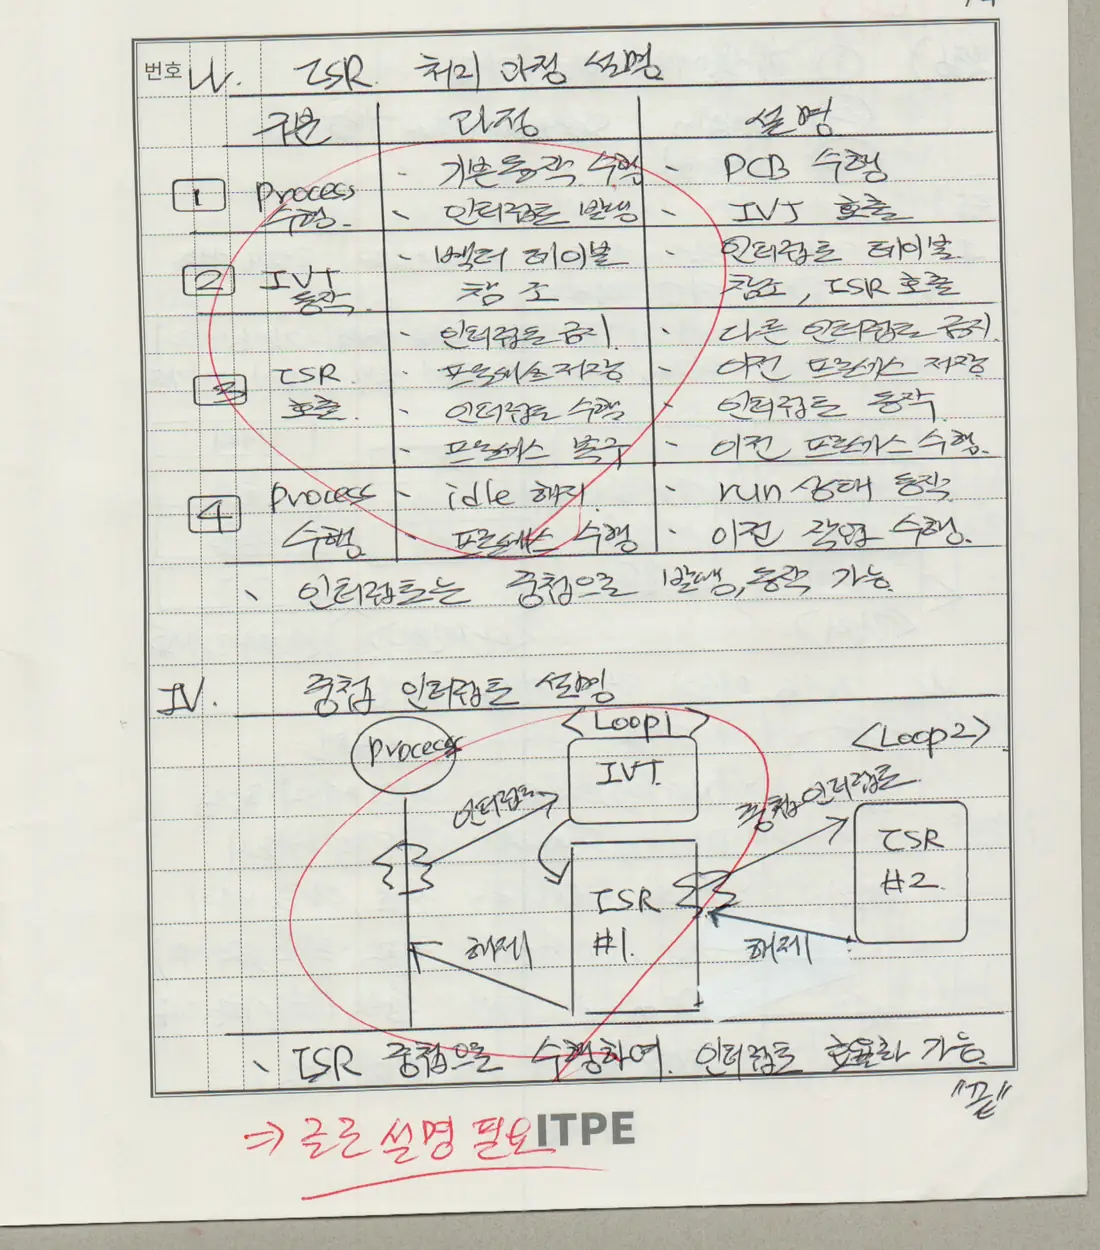 번호 나. ISR 처리 과정 설명
구분 과정 설명
1 process 수행 - 기본동작 수행 - PCB 수행
- 인터럽트 발생 - IVT 호출
2 IVT 동작 - 벡터 테이블 참조 - 인터럽트 테이블 참조, ISR 호출
3 ISR 호출 - 인터럽트 금지 - 다른 인터럽트 금지
- 프로세스저장 - 이전 프로세스 저장
- 인터럽트 수행 - 인터럽트 동작
- 프로세스 복구 - 이전 프로세스 수행
4 process 수행 - idle 해지 - run 상태 동작
- 프로세스 수행 - 이전 작업 수행
- 인터럽트는 중첩으로 발생, 동작 가능
IV. 중첩 인터럽트 설명
process <Loop1> <Loop2>
IVT
인터럽트 중첩 인터럽트
ISR #1. ISR #2.
해제 해제
- ISR 중첩으로 수행하여 인터럽트 효율화 가능.
"끝"
⇒ 글로 설명 필요
ITPE